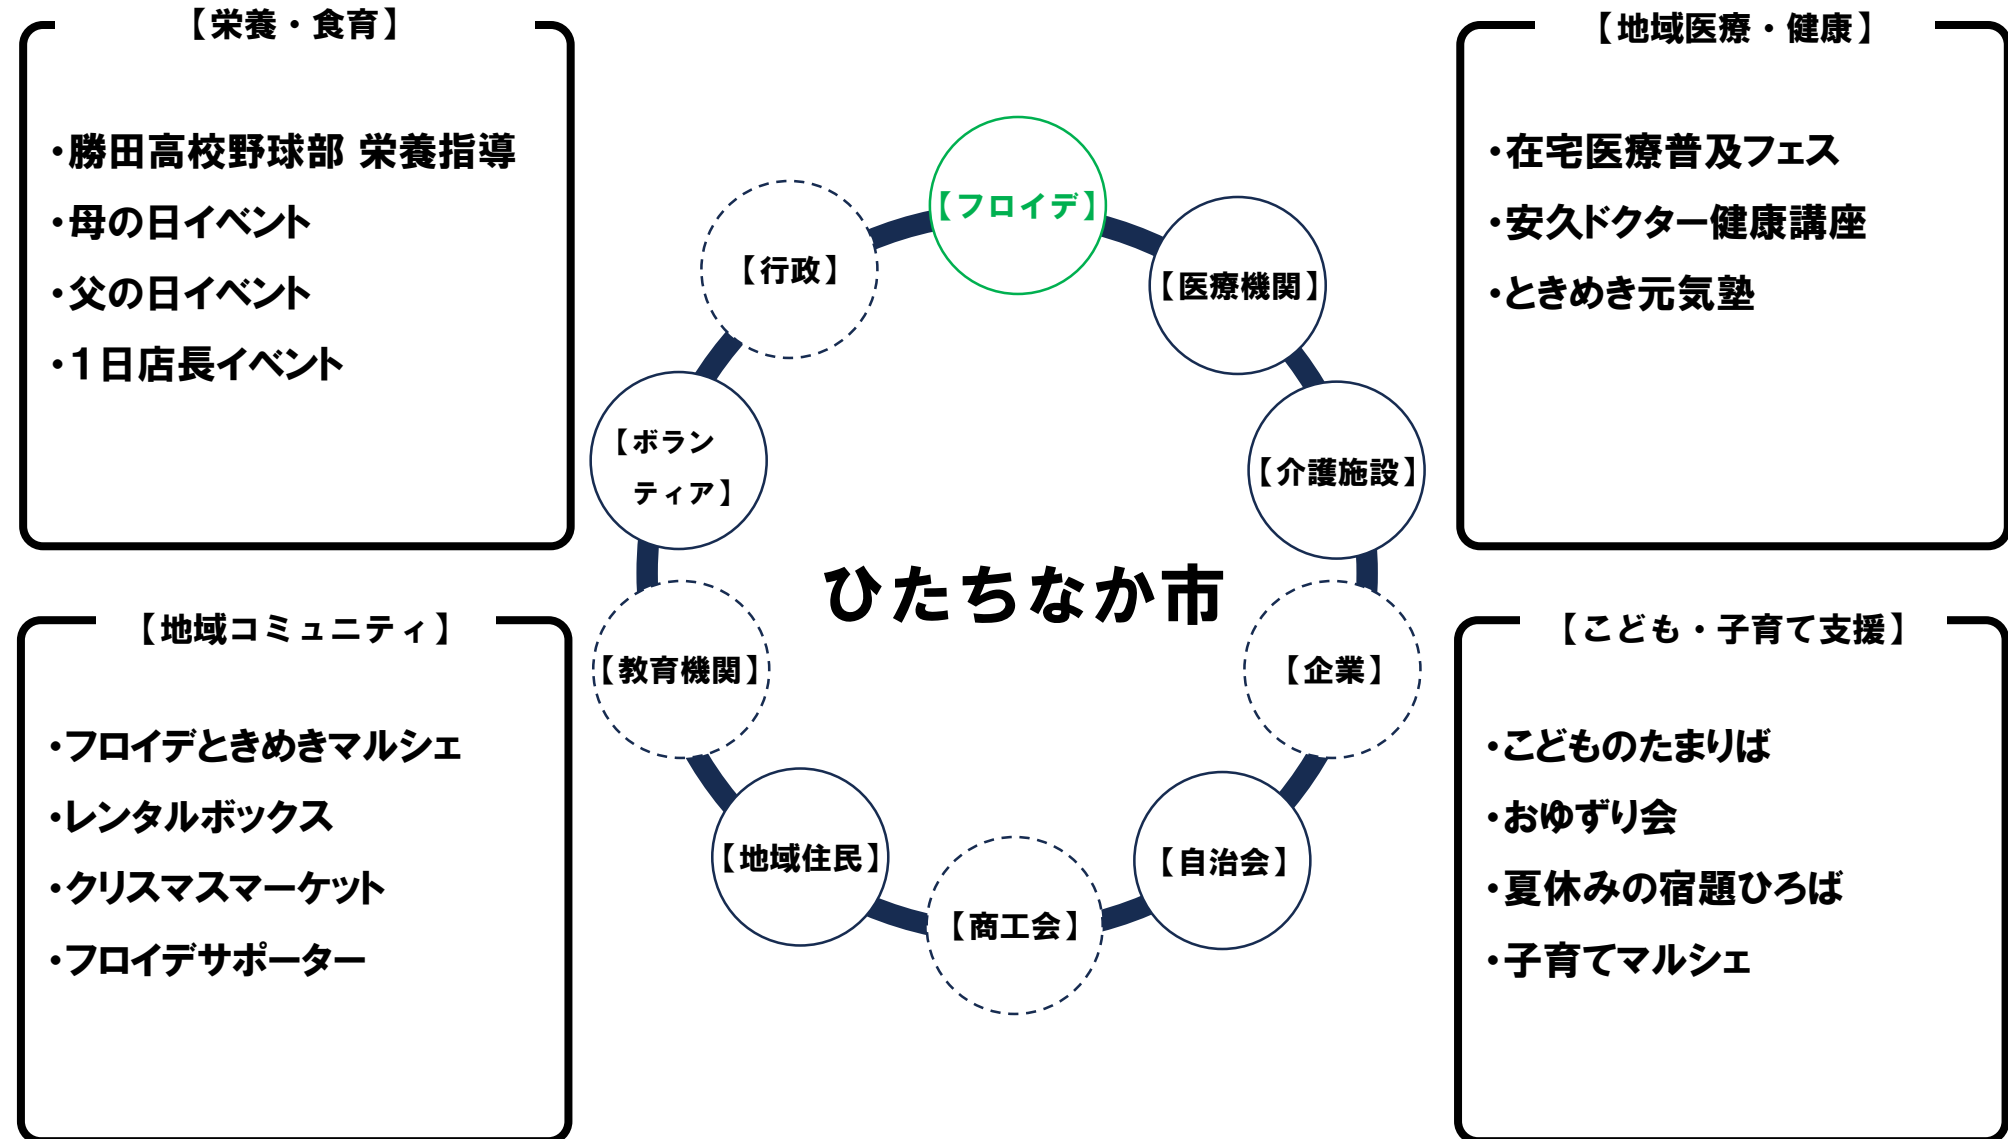 【栄養・食育】
・勝田高校野球部 栄養指導
・母の日イベント
・父の日イベント
・1日店長イベント
【地域医療・健康】
・在宅医療普及フェス
・安久ドクター健康講座
・ときめき元気塾
【フロイデ】
【行政】
【医療機関】
【ボラン
ティア】
【介護施設】
ひたちなか市
【教育機関】
【企業】
【地域住民】
【自治会】
【商工会】
【地域コミュニティ】
・フロイデときめきマルシェ
・レンタルボックス
・クリスマスマーケット
・フロイデサポーター
【こども・子育て支援】
・こどものたまりば
・おゆずり会
・夏休みの宿題ひろば
・子育てマルシェ